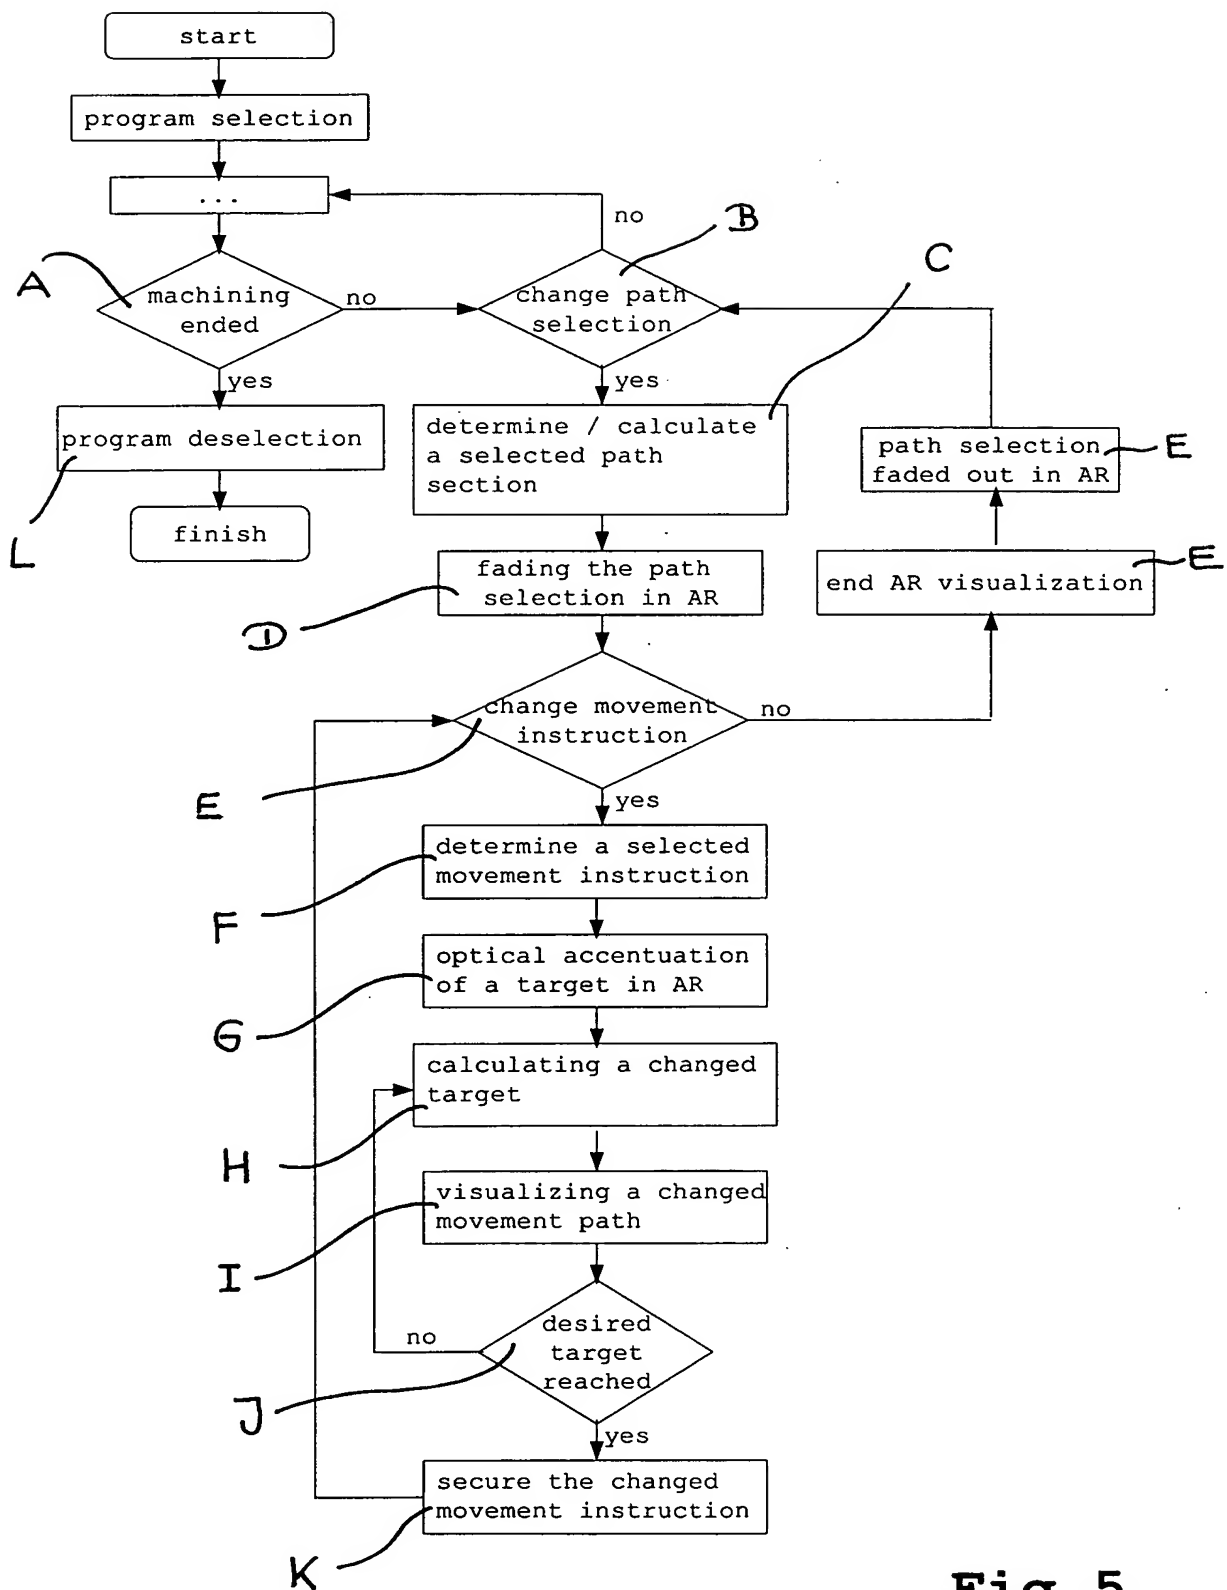 start
program selection
...
no
B
C
A
machining
ended
no
change path
selection
yes
yes
program deselection
determine / calculate
a selected path
section
path selection
faded out in AR
E
L
finish
fading the path
selection in AR
end AR visualization
E
D
change movement
instruction
no
E
yes
determine a selected
movement instruction
F
optical accentuation
of a target in AR
G
calculating a changed
target
H
visualizing a changed
movement path
I
desired
target
reached
no
J
yes
secure the changed
movement instruction
K
Fig. 5